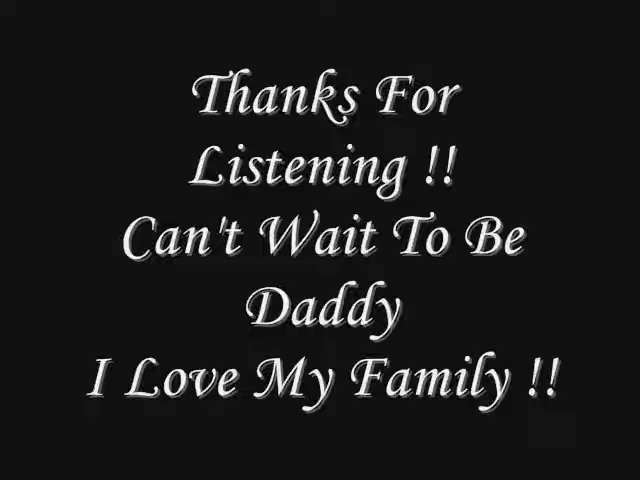 Thanks For
Listening !!
Can't Wait To Be
Daddy
I Love My Family !!